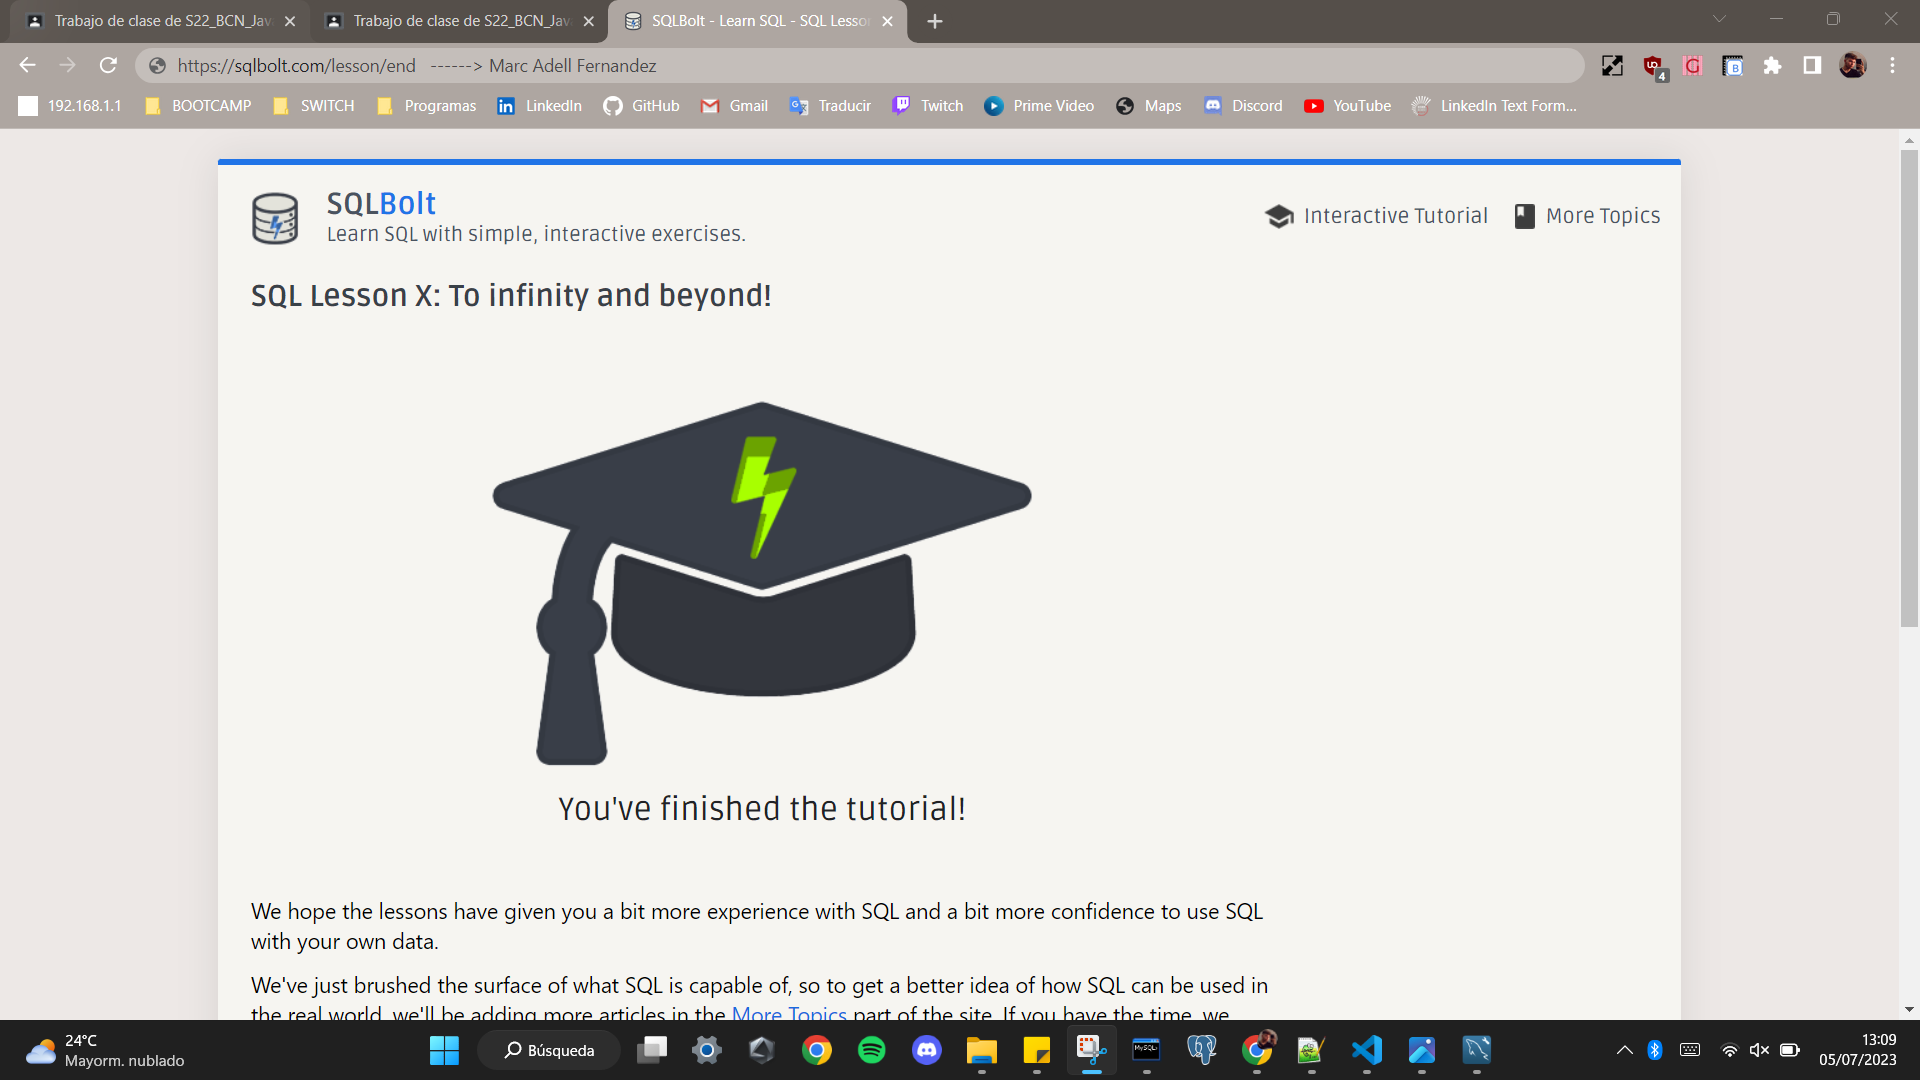 Trabajo de clase de S22_BCN_Jav
Trabajo de clase de S22_BCN_Jav
SQLBolt - Learn SQL - SQL Lesson
https://sqlbolt.com/lesson/end ------> Marc Adell Fernandez
4
192.168.1.1 BOOTCAMP SWITCH Programas LinkedIn GitHub Gmail Traducir Twitch Prime Video Maps Discord YouTube LinkedIn Text Form...
SQLBolt
Learn SQL with simple, interactive exercises.
Interactive Tutorial More Topics
SQL Lesson X: To infinity and beyond!
You've finished the tutorial!
We hope the lessons have given you a bit more experience with SQL and a bit more confidence to use SQL
with your own data.
We've just brushed the surface of what SQL is capable of, so to get a better idea of how SQL can be used in
the real world, we'll be adding more articles in the More Topics part of the site. If you have the time, we
24°C
Mayorm. nublado
Búsqueda
13:09
05/07/2023